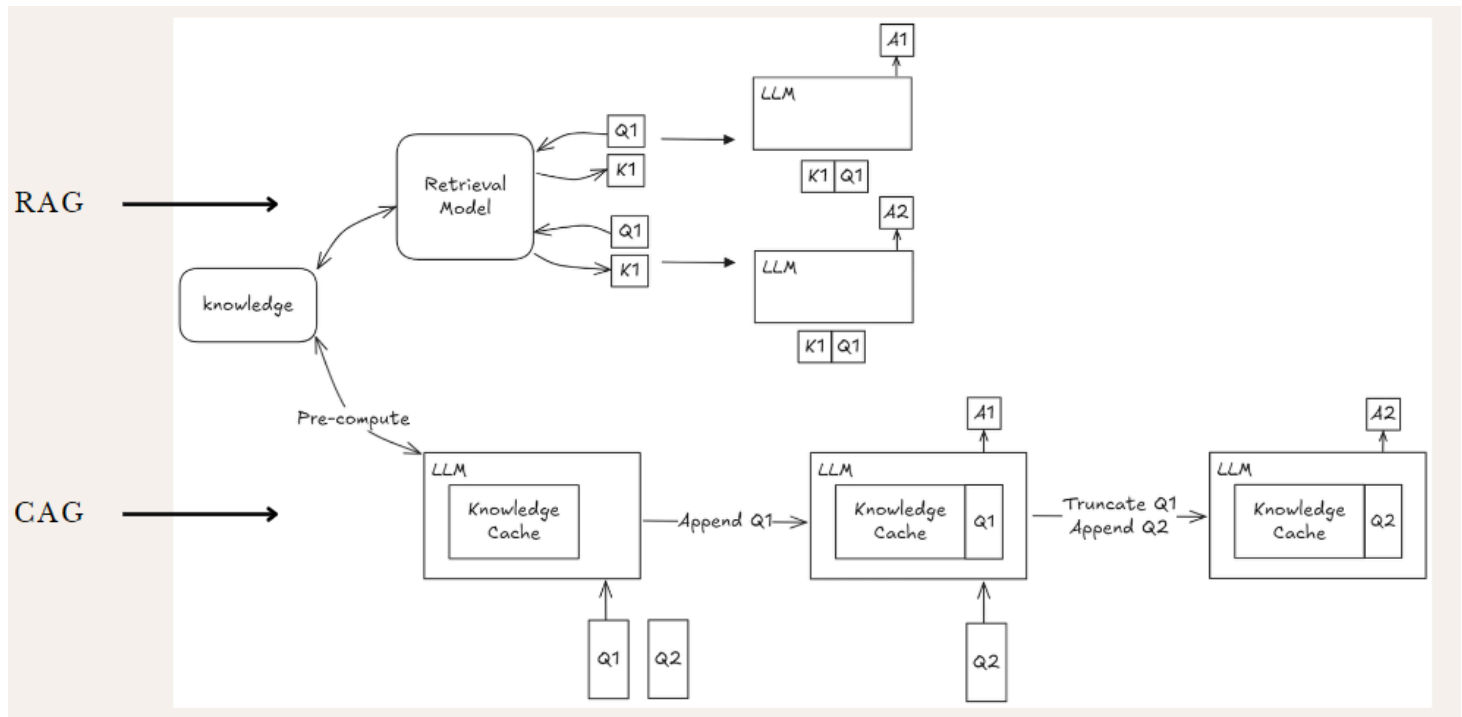 RAG
knowledge
Retrieval
Model
Q1
K1
Q1
K1
A1
LLM
K1 Q1
A2
LLM
K1 Q1
CAG
Pre-compute
LLM
Knowledge
Cache
Q1
Q2
Append Q1
A1
LLM
Knowledge
Cache
Q1
Q2
Truncate Q1
Append Q2
A2
LLM
Knowledge
Cache
Q2